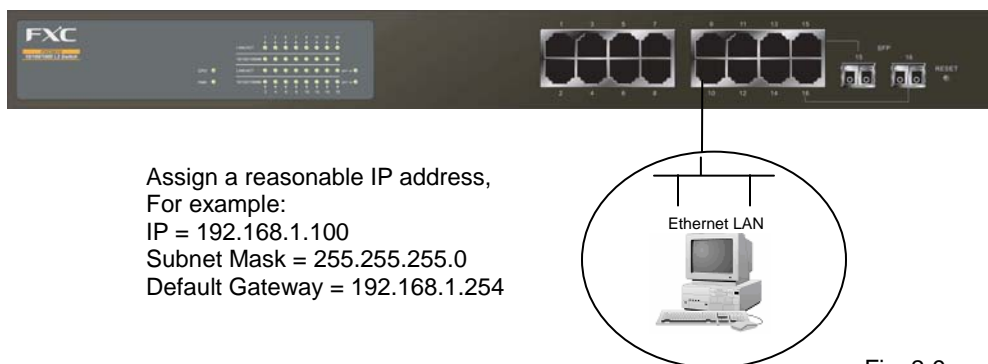 FXC
1 3 5 7
9 11 13 15
2 4 6 8
10 12 14 16
SFP
15 16
RESET
Assign a reasonable IP address,
For example:
IP = 192.168.1.100
Subnet Mask = 255.255.255.0
Default Gateway = 192.168.1.254
Ethernet LAN